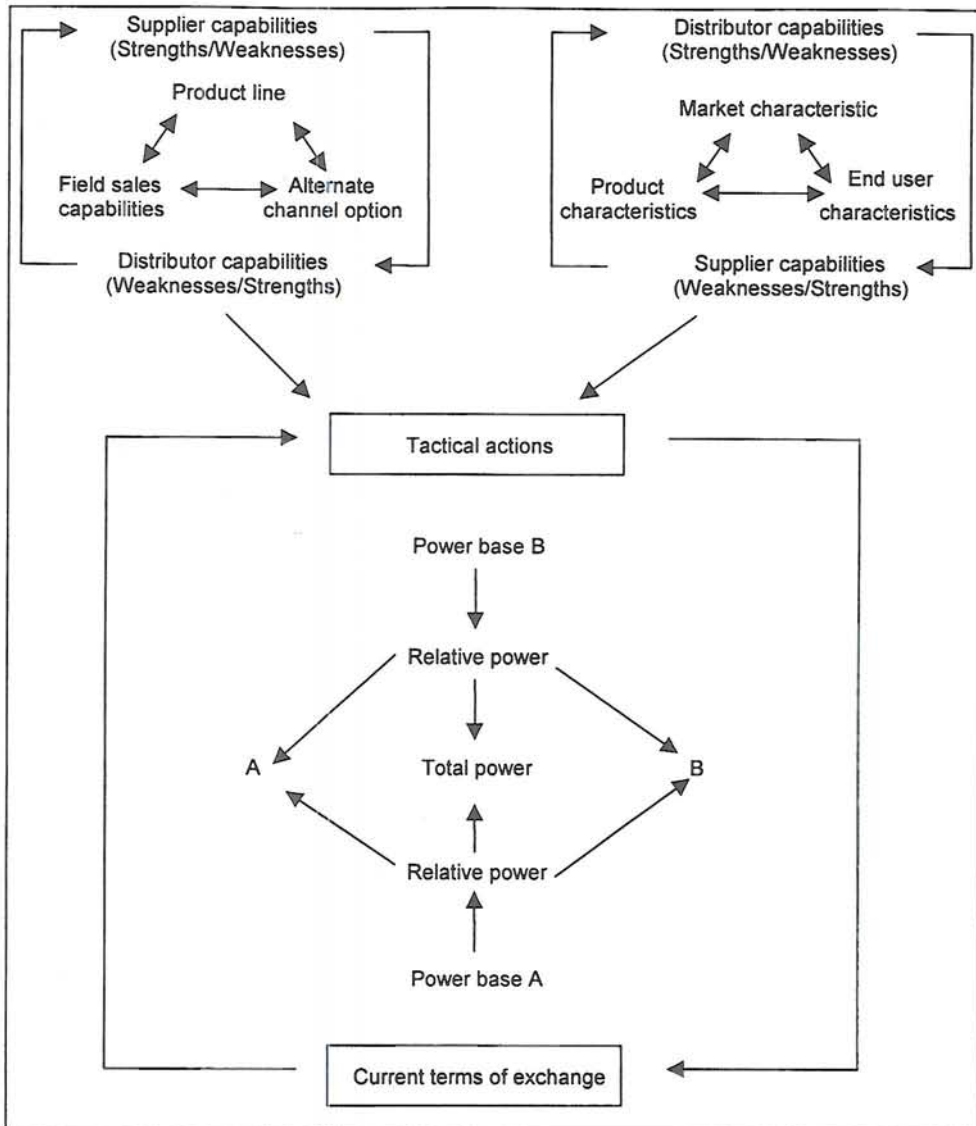 Supplier capabilities
(Strengths/Weaknesses)
Product line
Field sales
capabilities
Alternate
channel option
Distributor capabilities
(Weaknesses/Strengths)
Distributor capabilities
(Strengths/Weaknesses)
Market characteristic
Product
characteristics
End user
characteristics
Supplier capabilities
(Weaknesses/Strengths)
Tactical actions
Power base B
Relative power
A
Total power
B
Relative power
Power base A
Current terms of exchange